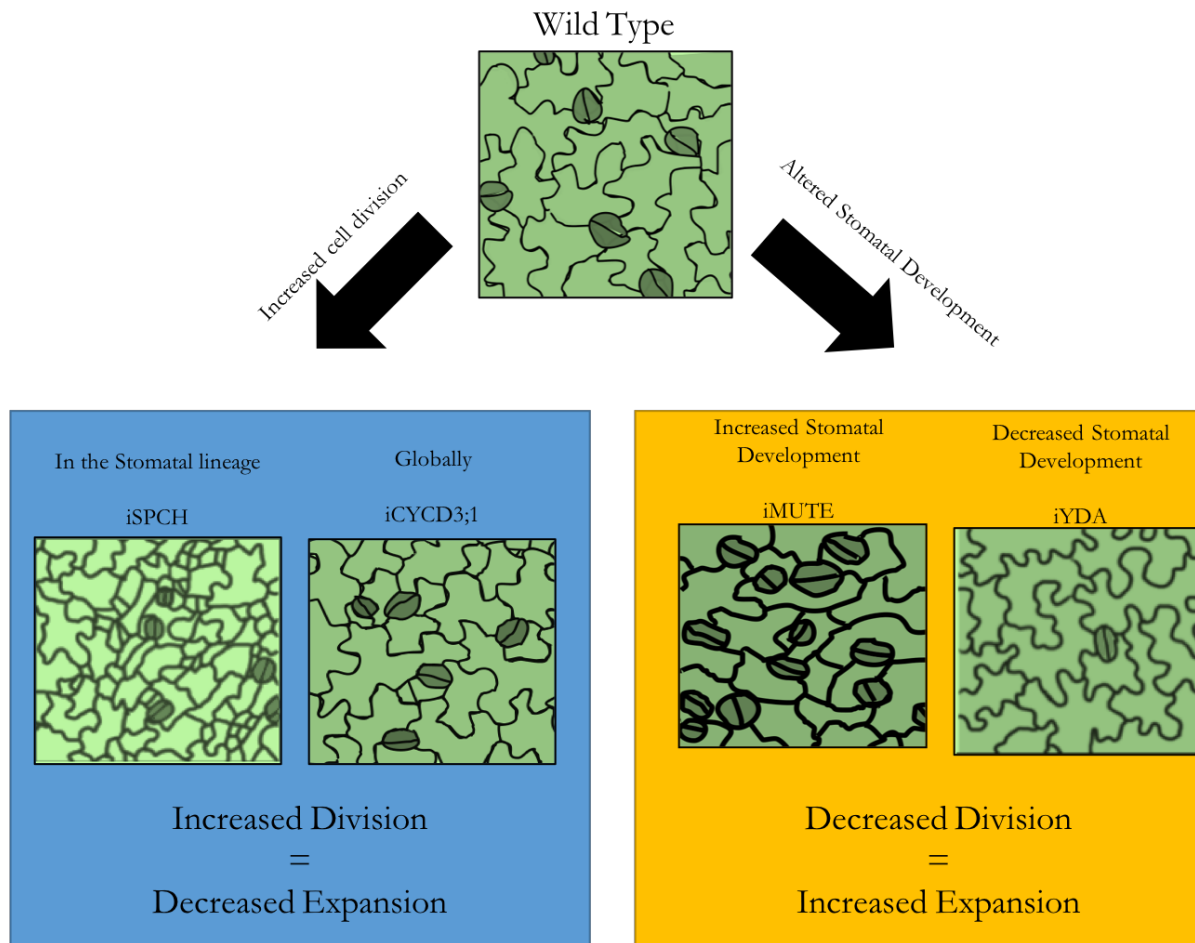 Wild Type
Increased cell division
Altered Stomatal Development
In the Stomatal lineage
Globally
iSPCH
iCYCD3;1
Increased Division
=
Decreased Expansion
Increased Stomatal
Development
Decreased Stomatal
Development
iMUTE
iYDA
Decreased Division
=
Increased Expansion